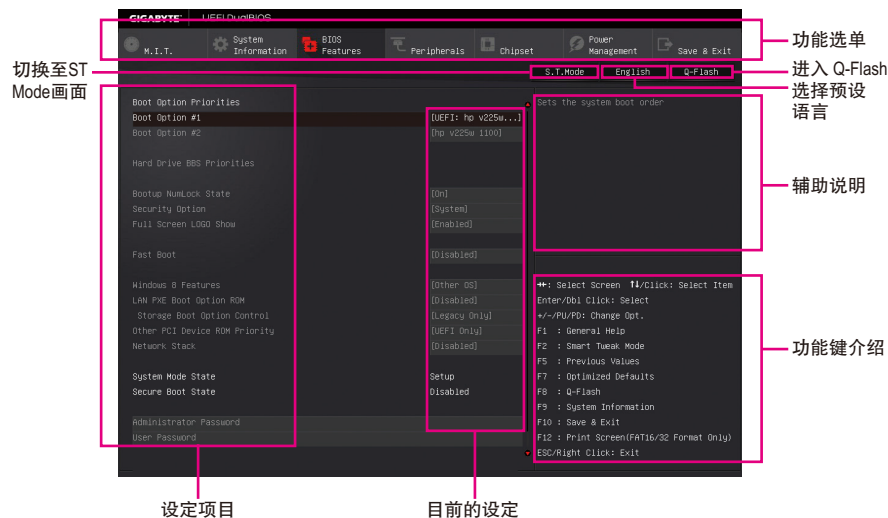 GIGABYTE UEFI DualBIOS
M.I.T.
System Information
BIOS Features
Peripherals
Chipset
Power Management
Save & Exit
功能选单
切换至ST Mode画面
S.T.Mode English Q-Flash
进入 Q-Flash
选择预设语言
Boot Option Priorities
Boot Option #1 [UEFI: hp v225w...]
Boot Option #2 [hp v225w 1100]
Hard Drive BBS Priorities
Bootup NumLock State [On]
Security Option [System]
Full Screen LOGO Show [Enabled]
Fast Boot [Disabled]
Windows 8 Features [Other OS]
LAN PXE Boot Option ROM [Disabled]
Storage Boot Option Control [Legacy Only]
Other PCI Device ROM Priority [UEFI Only]
Network Stack [Disabled]
System Mode State Setup
Secure Boot State Disabled
Administrator Password
User Password
Sets the system boot order
辅助说明
: Select Screen ↑↓/Click: Select Item
Enter/Dbl Click: Select
+/-/PU/PD: Change Opt.
F1 : General Help
F2 : Smart Tweak Mode
F5 : Previous Values
F7 : Optimized Defaults
F8 : Q-Flash
F9 : System Information
F10 : Save & Exit
F12 : Print Screen(FAT16/32 Format Only)
ESC/Right Click: Exit
功能键介绍
设定项目
目前的设定